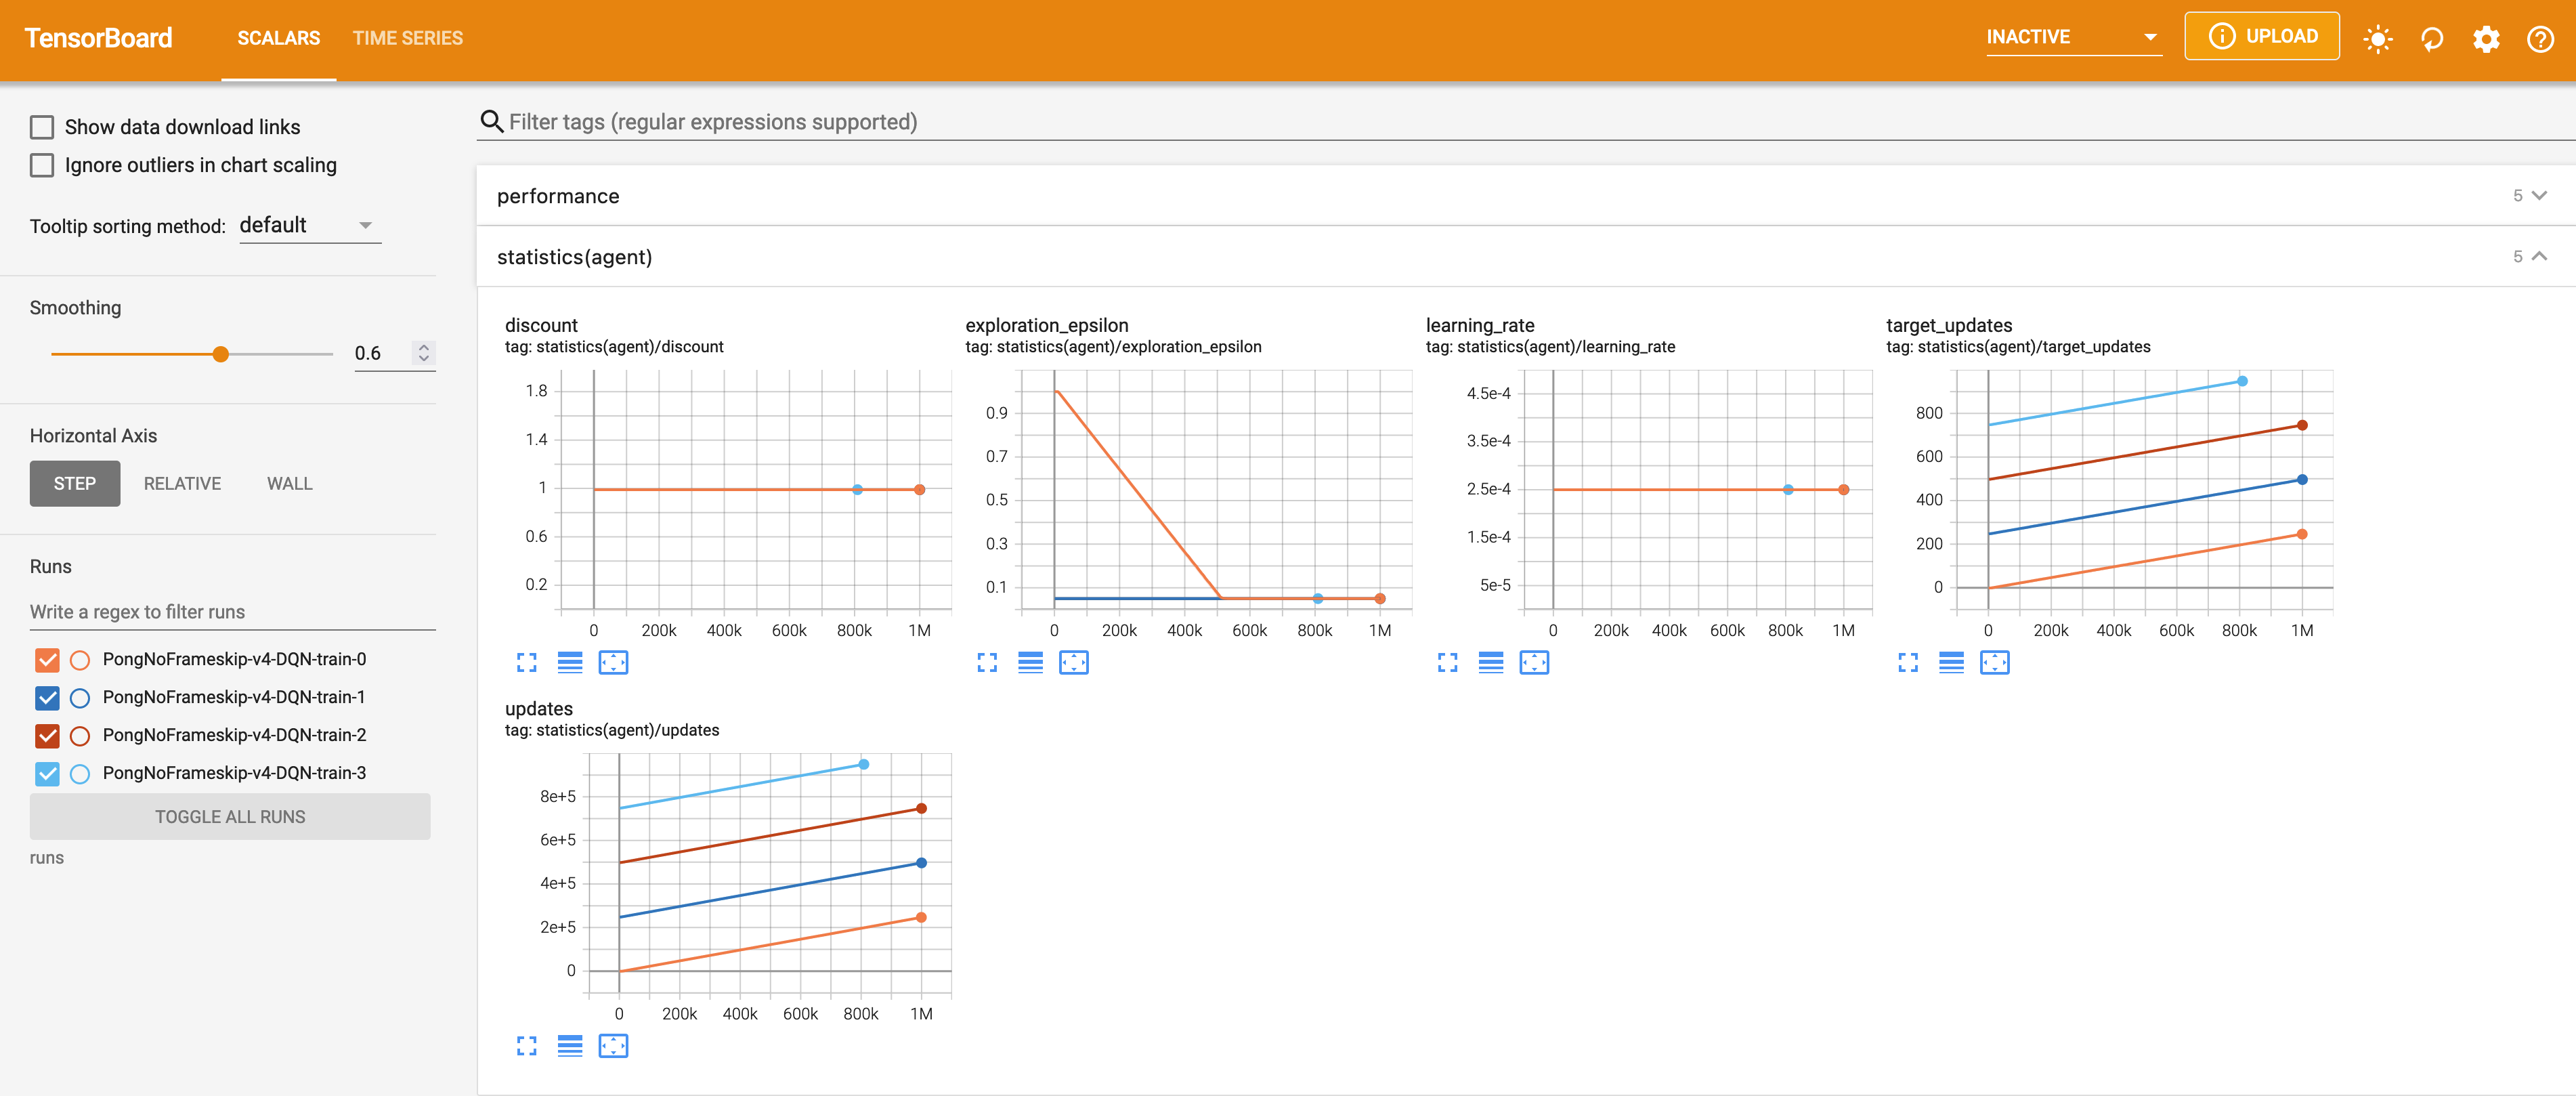 TensorBoard
SCALARS
TIME SERIES
INACTIVE
UPLOAD
Show data download links
Ignore outliers in chart scaling
Tooltip sorting method: default
Smoothing
0.6
Horizontal Axis
STEP
RELATIVE
WALL
Runs
Write a regex to filter runs
PongNoFrameskip-v4-DQN-train-0
PongNoFrameskip-v4-DQN-train-1
PongNoFrameskip-v4-DQN-train-2
PongNoFrameskip-v4-DQN-train-3
TOGGLE ALL RUNS
runs
Filter tags (regular expressions supported)
performance
5
statistics(agent)
5
discount
tag: statistics(agent)/discount
1.8
1.4
1
0.6
0.2
0 200k 400k 600k 800k 1M
exploration_epsilon
tag: statistics(agent)/exploration_epsilon
0.9
0.7
0.5
0.3
0.1
0 200k 400k 600k 800k 1M
learning_rate
tag: statistics(agent)/learning_rate
4.5e-4
3.5e-4
2.5e-4
1.5e-4
5e-5
0 200k 400k 600k 800k 1M
target_updates
tag: statistics(agent)/target_updates
800
600
400
200
0
0 200k 400k 600k 800k 1M
updates
tag: statistics(agent)/updates
8e+5
6e+5
4e+5
2e+5
0
0 200k 400k 600k 800k 1M